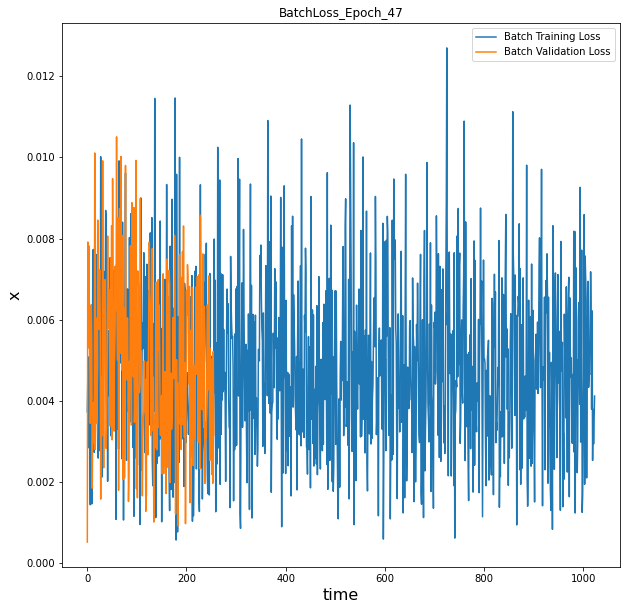 BatchLoss_Epoch_47
Batch Training Loss
Batch Validation Loss
0.012
0.010
0.008
0.006
0.004
0.002
0.000
x
0
200
400
600
800
1000
time